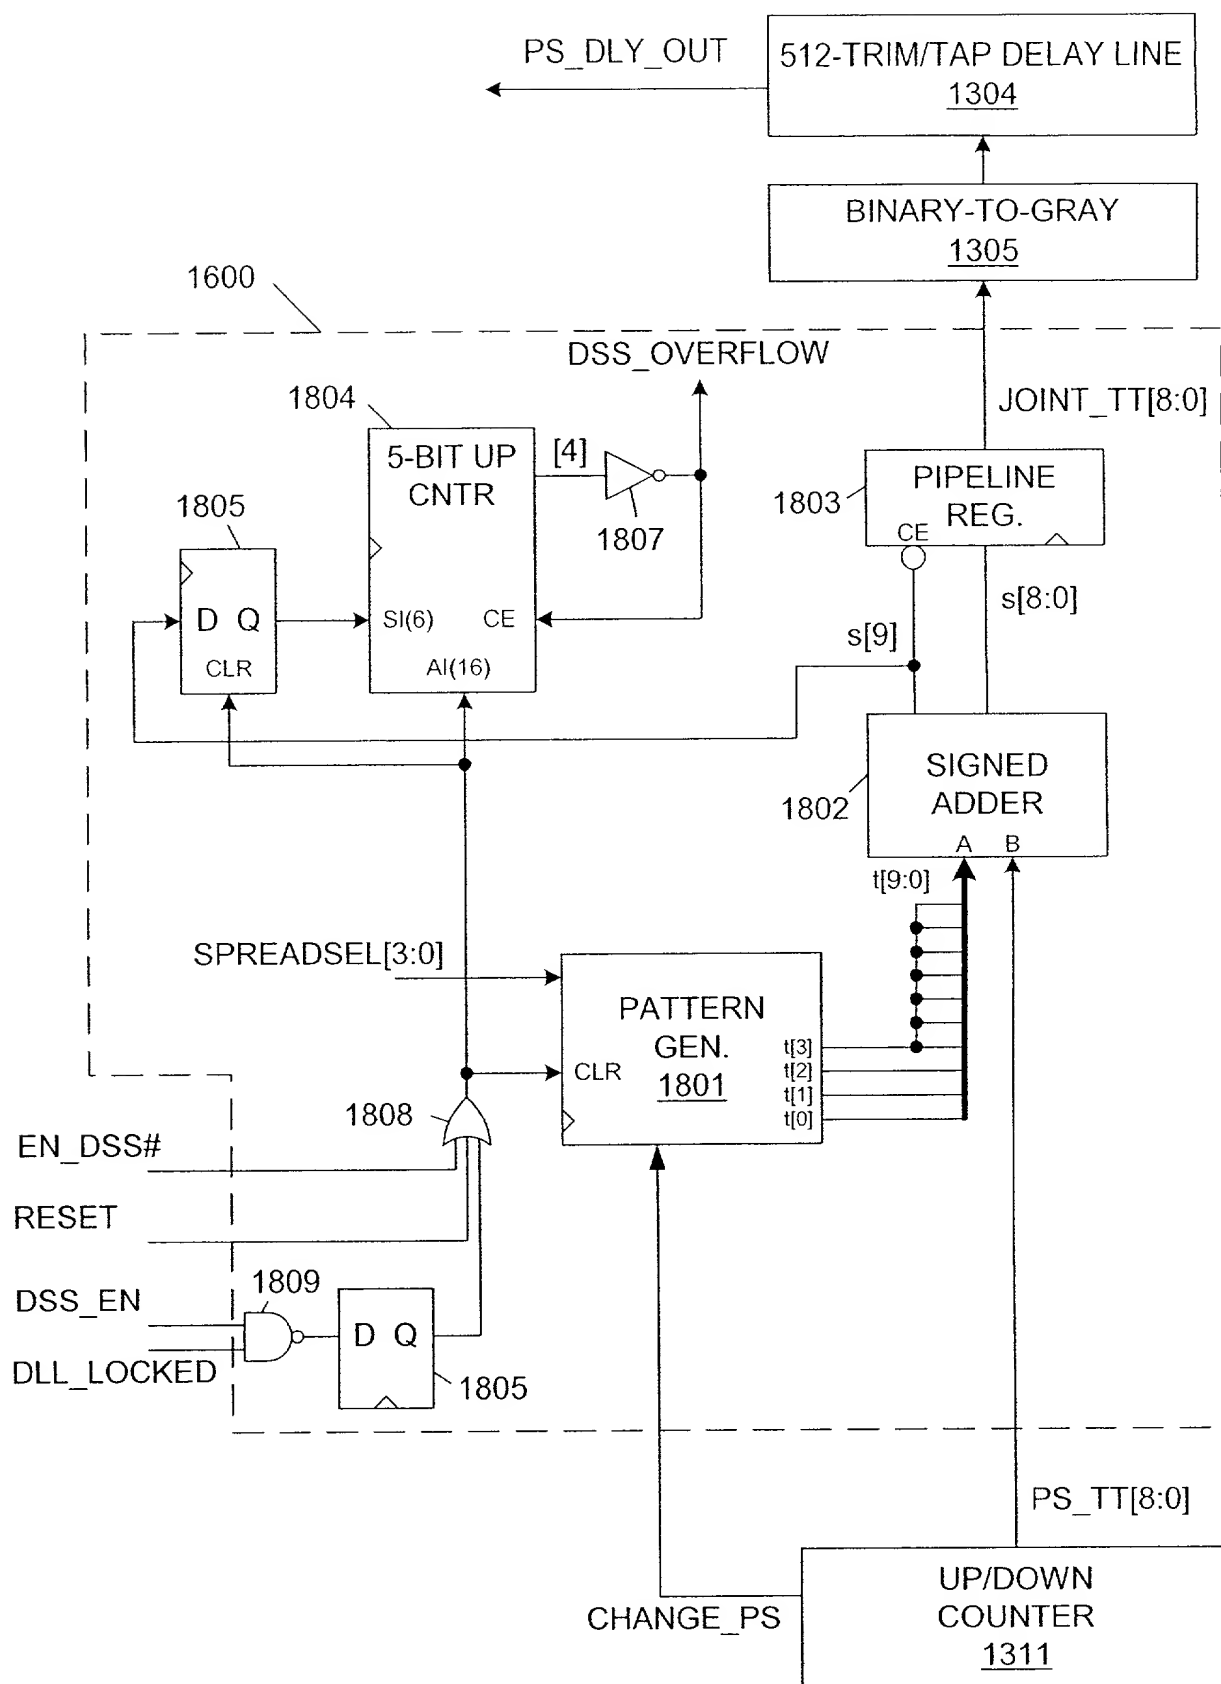 PS_DLY_OUT
512-TRIM/TAP DELAY LINE
1304
BINARY-TO-GRAY
1305
1600
DSS_OVERFLOW
JOINT_TT[8:0]
1804
5-BIT UP
CNTR
[4]
1807
SI(6)
CE
AI(16)
1805
D Q
CLR
1803
PIPELINE
REG.
CE
s[8:0]
s[9]
1802
SIGNED
ADDER
A B
t[9:0]
SPREADSEL[3:0]
PATTERN
GEN.
1801
CLR
t[3]
t[2]
t[1]
t[0]
1808
EN_DSS#
RESET
DSS_EN
DLL_LOCKED
1809
D Q
1805
PS_TT[8:0]
CHANGE_PS
UP/DOWN
COUNTER
1311